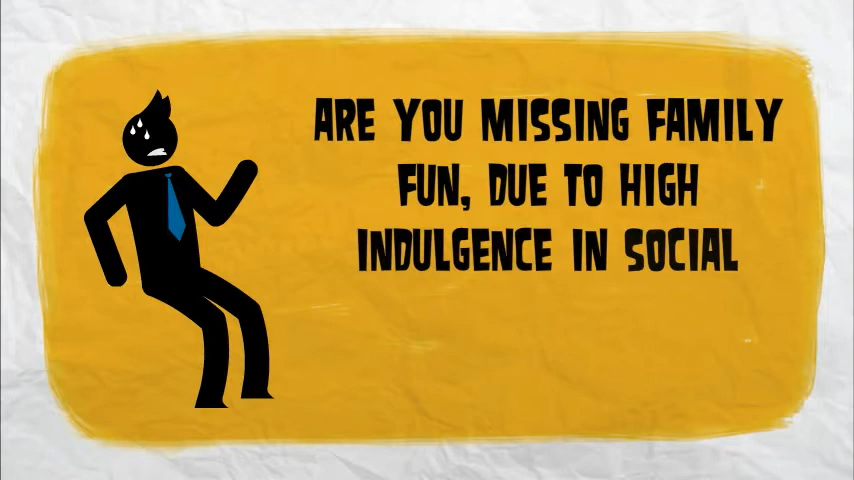 ARE YOU MISSING FAMILY
FUN, DUE TO HIGH
INDULGENCE IN SOCIAL